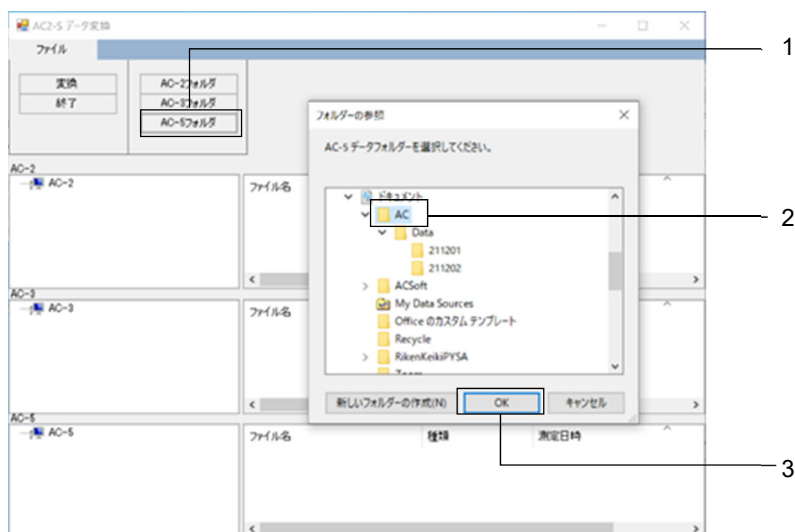 AC2-S データ変換
1
ファイル
変換
終了
AC-2フォルダ
AC-3フォルダ
AC-5フォルダ
フォルダーの参照
AC-5 データフォルダーを選択してください。
ドキュメント
AC
2
Data
211201
211202
ACSoft
My Data Sources
Office のカスタム テンプレート
Recycle
RikenKeikiPYSA
Zoom
新しいフォルダーの作成(N)
OK
キャンセル
3
AC-2
AC-2
ファイル名
AC-3
AC-3
ファイル名
AC-5
AC-5
ファイル名
種類
測定日時